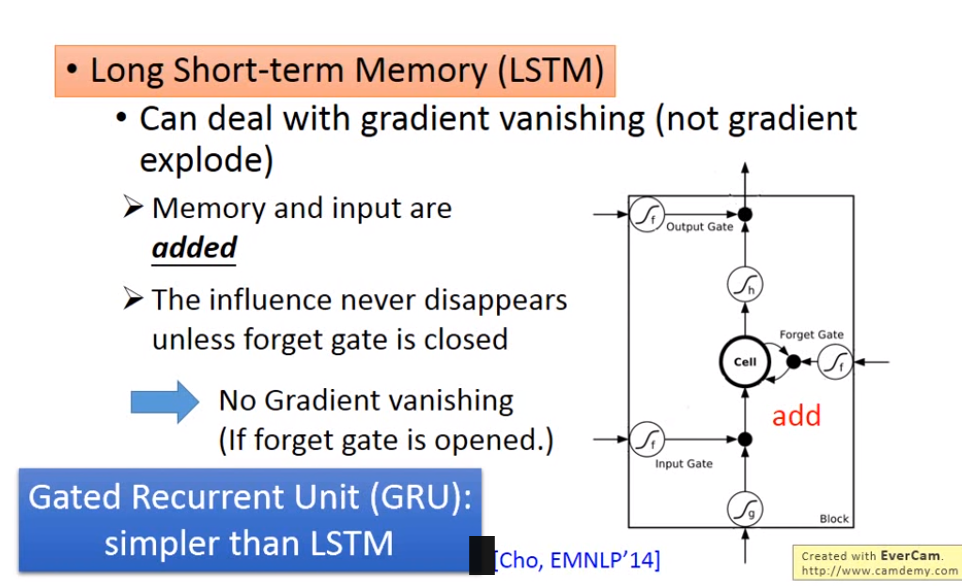 • Long Short-term Memory (LSTM)
• Can deal with gradient vanishing (not gradient
explode)
➢ Memory and input are
added
➢ The influence never disappears
unless forget gate is closed
No Gradient vanishing
(If forget gate is opened.)
Gated Recurrent Unit (GRU):
simpler than LSTM
[Cho, EMNLP’14]
f
Output Gate
h
Forget Gate
Cell
f
add
f
Input Gate
g
Block
Created with EverCam.
http://www.camdemy.com